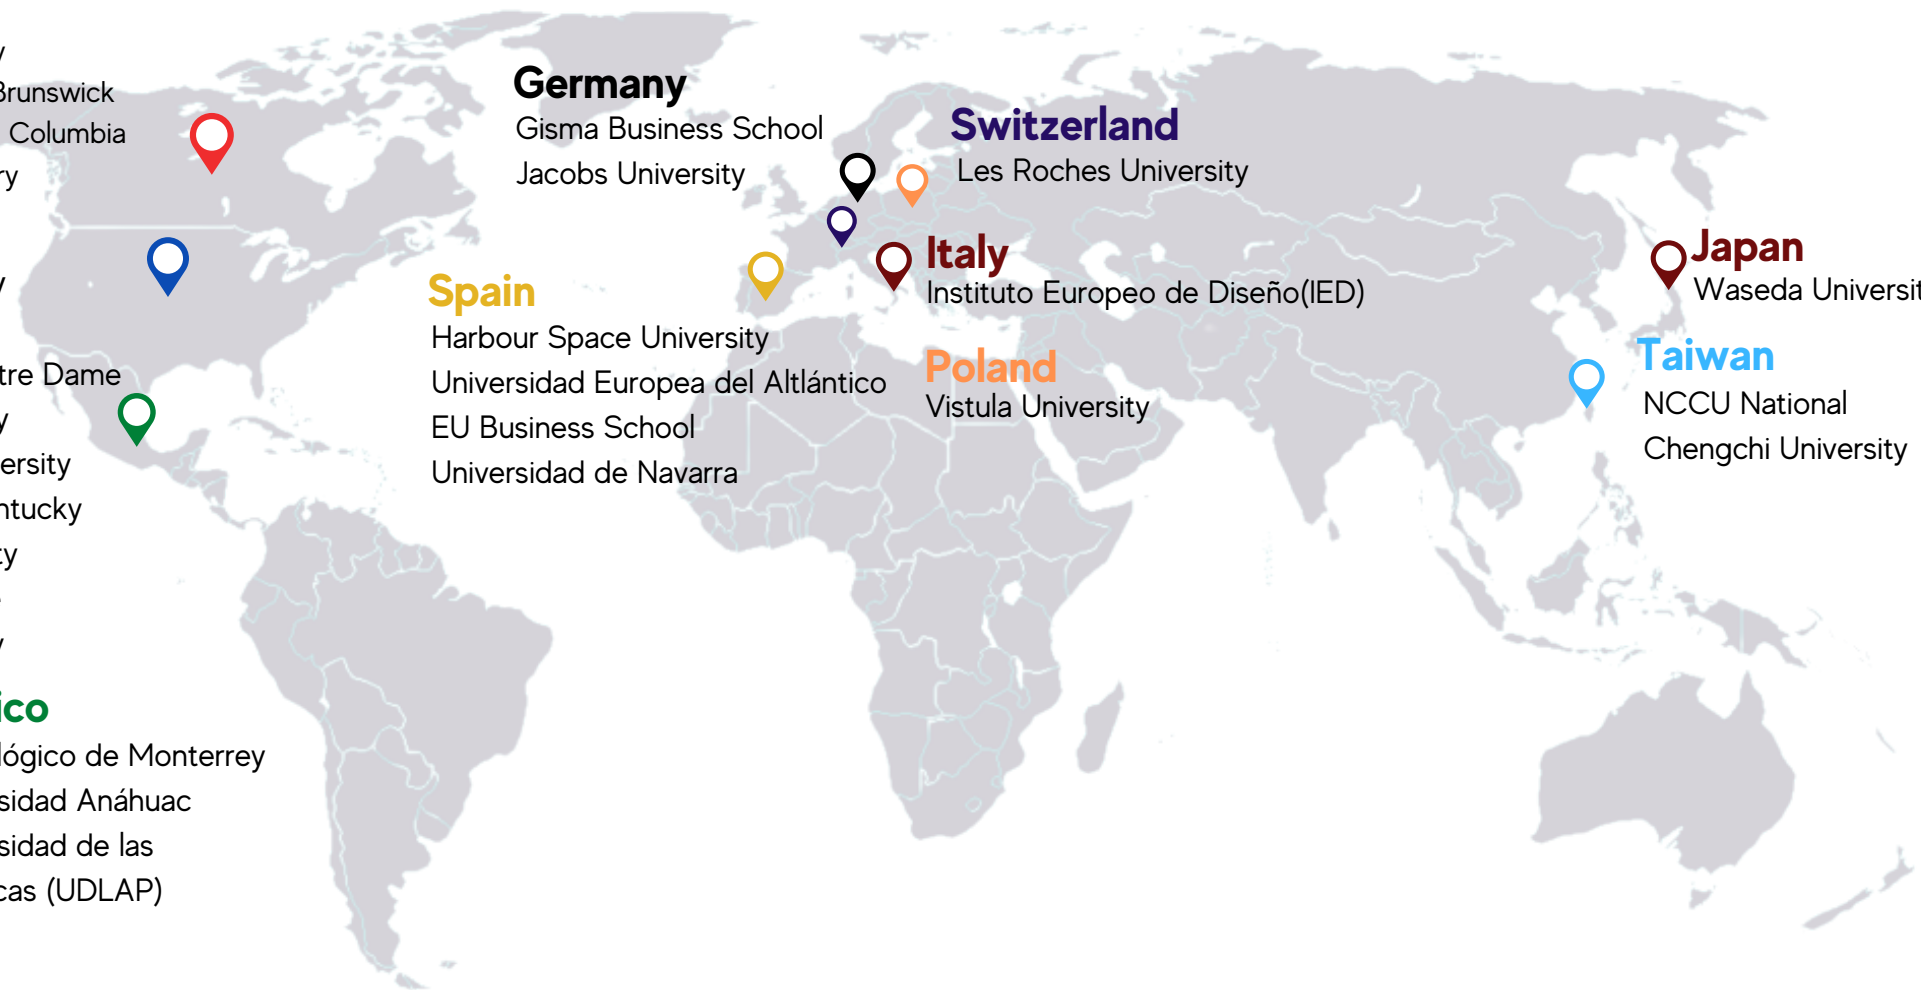 Brunswick
Columbia
tre Dame
ersity
ntucky
ico
lógico de Monterrey
sidad Anáhuac
sidad de las
cas (UDLAP)
Germany
Gisma Business School
Jacobs University
Spain
Harbour Space University
Universidad Europea del Altlántico
EU Business School
Universidad de Navarra
Switzerland
Les Roches University
Italy
Instituto Europeo de Diseño(IED)
Poland
Vistula University
Japan
Waseda Universit
Taiwan
NCCU National
Chengchi University